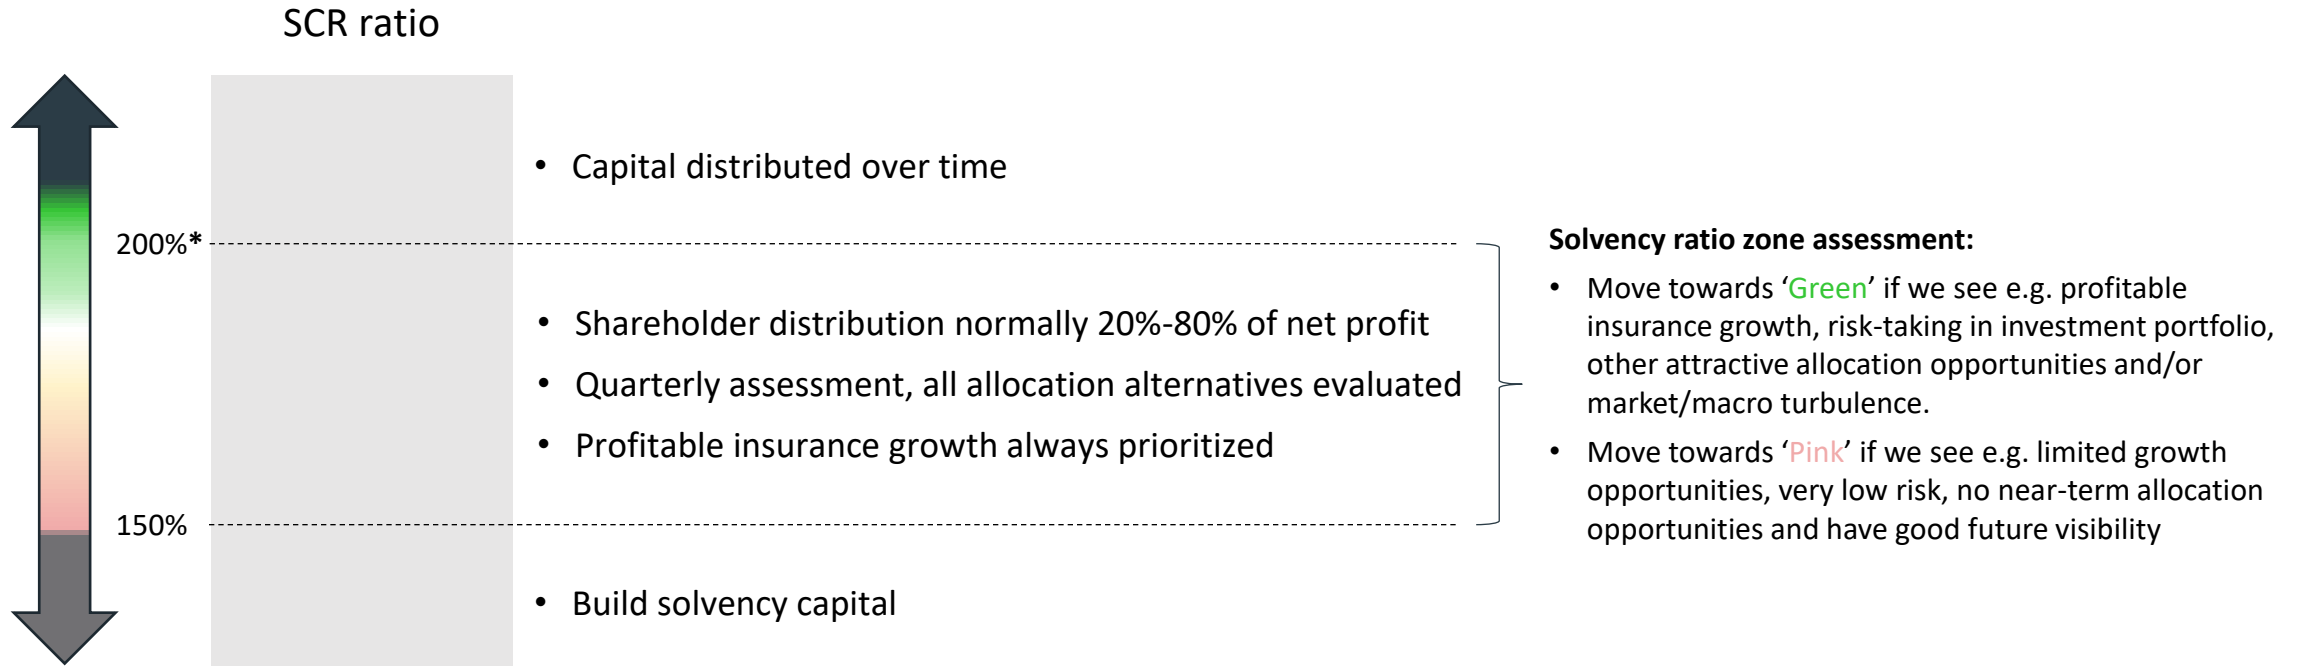 SCR ratio
• Capital distributed over time
200%*
• Shareholder distribution normally 20%-80% of net profit
• Quarterly assessment, all allocation alternatives evaluated
• Profitable insurance growth always prioritized
150%
• Build solvency capital
Solvency ratio zone assessment:
• Move towards ‘Green’ if we see e.g. profitable
insurance growth, risk-taking in investment portfolio,
other attractive allocation opportunities and/or
market/macro turbulence.
• Move towards ‘Pink’ if we see e.g. limited growth
opportunities, very low risk, no near-term allocation
opportunities and have good future visibility